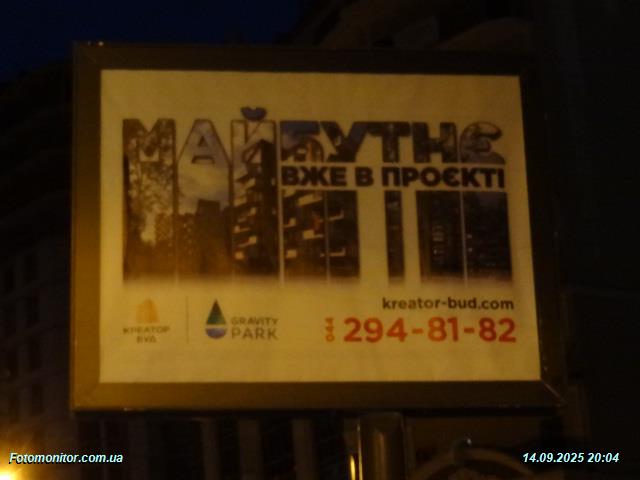 МАЙБУТНЄ
ВЖЕ В ПРОЄКТІ
kreator-bud.com
КРЕАТОР
БУД
GRAVITY
PARK
044 294-81-82
Fotomonitor.com.ua
14.09.2025 20:04